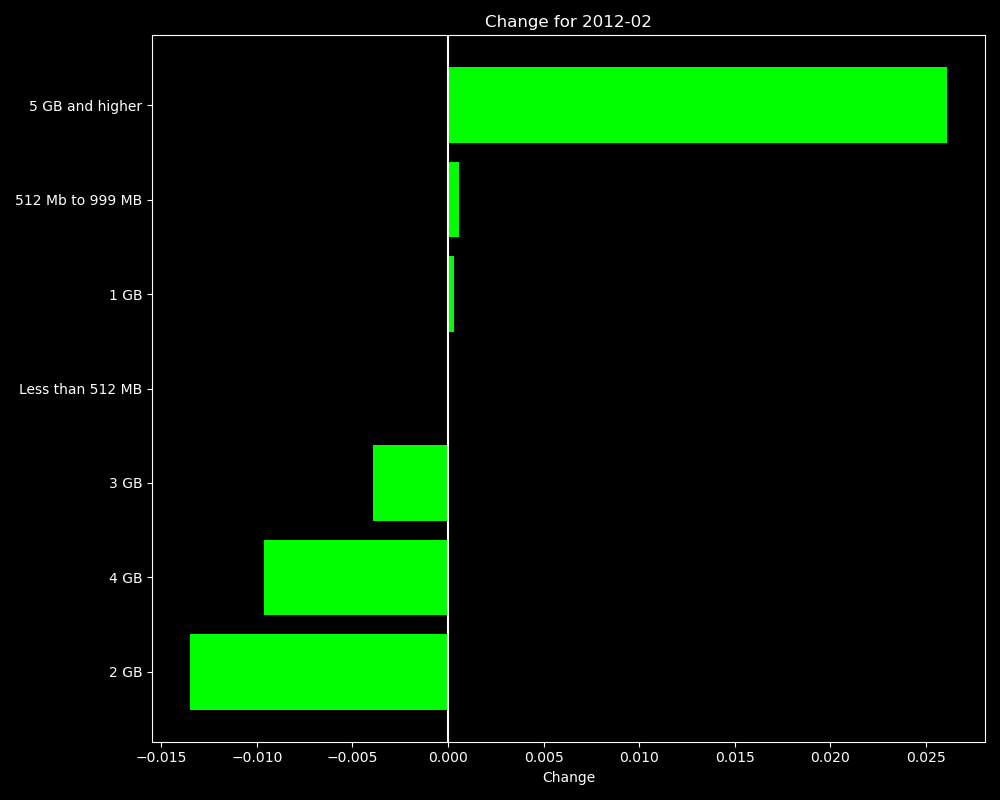 Change for 2012-02
5 GB and higher
512 Mb to 999 MB
1 GB
Less than 512 MB
3 GB
4 GB
2 GB
−0.015 −0.010 −0.005 0.000 0.005 0.010 0.015 0.020 0.025
Change